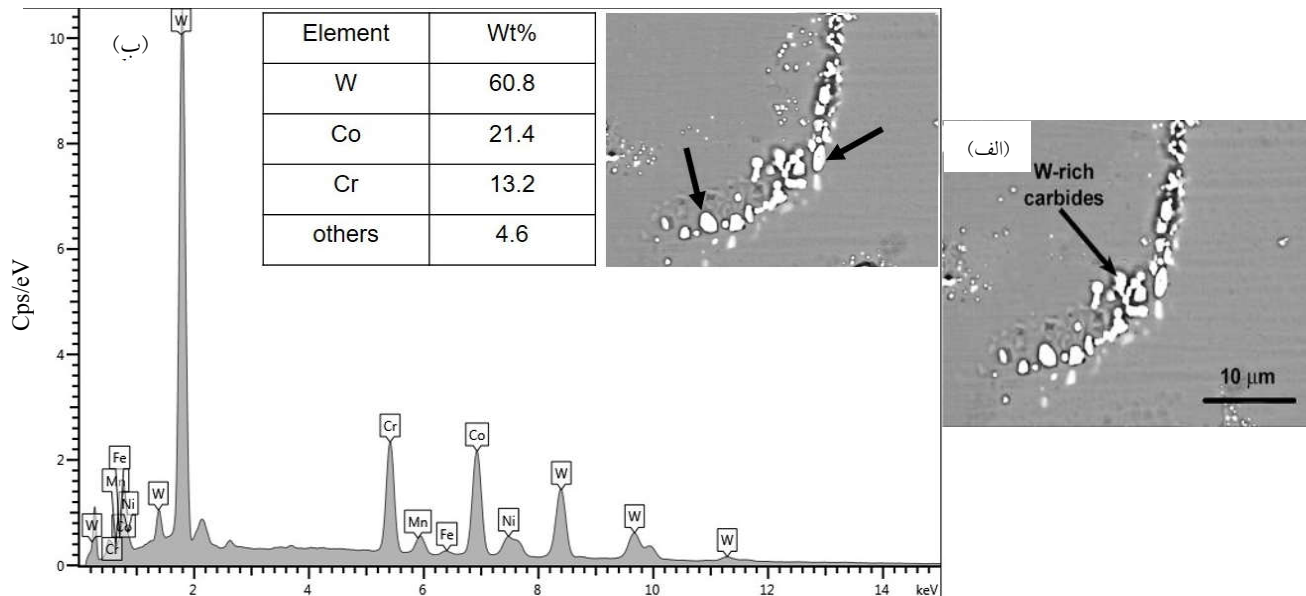 (ب)
Element Wt%
W 60.8
Co 21.4
Cr 13.2
others 4.6
(الف)
W-rich
carbides
10 μm
Cps/eV
10
8
6
4
2
0
W
W
W
Fe
Mn
Ni
Co
Cr
Cr
Mn
Fe
Co
Ni
W
W
W
2 4 6 8 10 12 14 keV